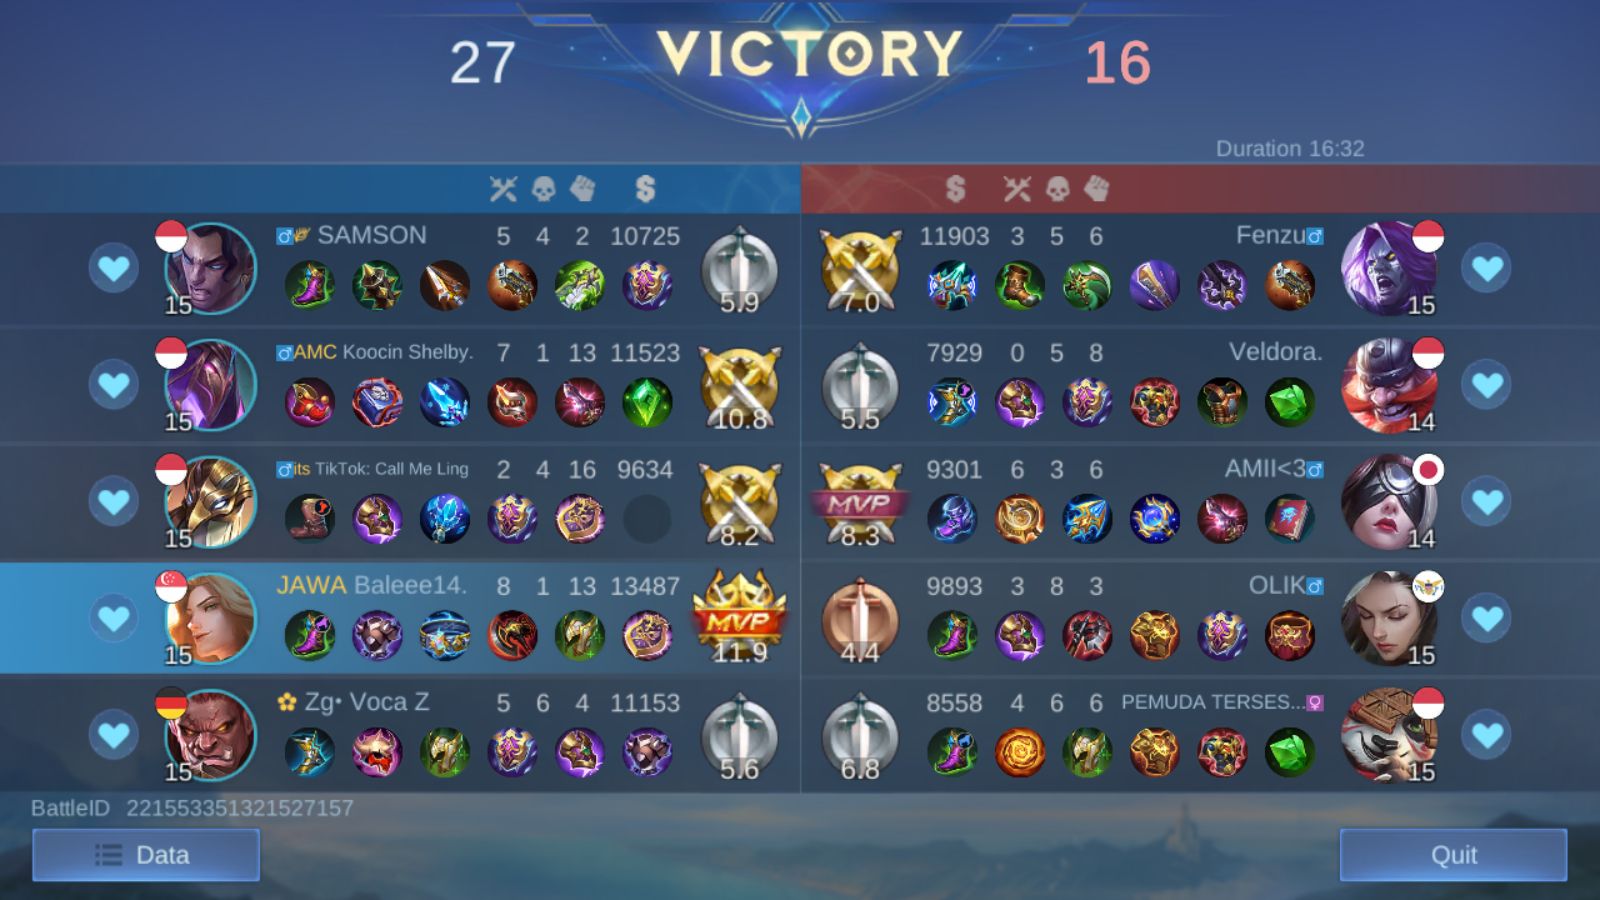 27 VICTORY 16
Duration 16:32
SAMSON 5 4 2 10725
15 5.9
7.0 11903 3 5 6 Fenzu
15
AMC Koocin Shelby. 7 1 13 11523
15 10.8
5.5 7929 0 5 8 Veldora.
14
its TikTok: Call Me Ling 2 4 16 9634
15 8.2
MVP 8.3 9301 6 3 6 AMII<3
14
JAWA Baleee14. 8 1 13 13487
15 MVP 11.9
4.4 9893 3 8 3 OLIK
15
Zg• Voca Z 5 6 4 11153
15 5.6
6.8 8558 4 6 6 PEMUDA TERSES...
15
BattleID 221553351321527157
Data
Quit